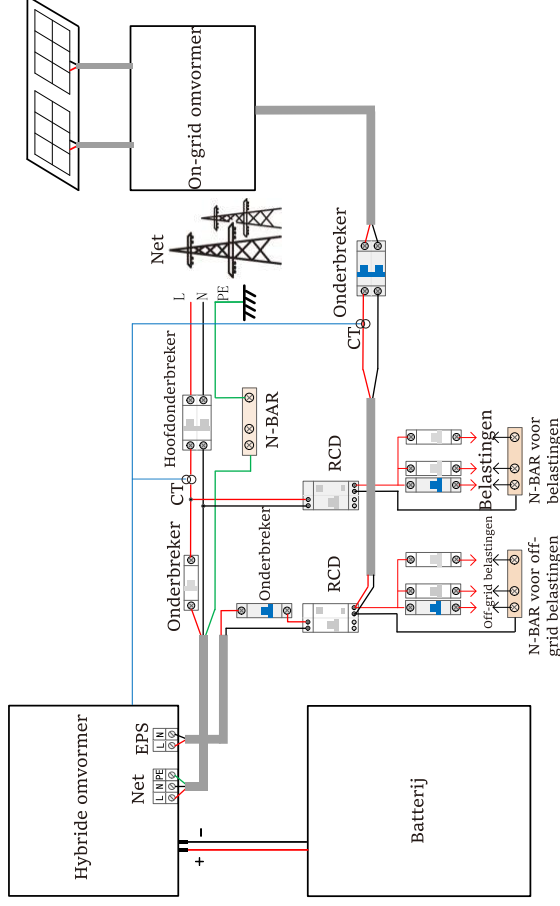 Hybride omvormer
Net
EPS
L N PE
L N
+ -
Batterij
Onderbreker
CT
Hoofdonderbreker
L
N
PE
Net
On-grid omvormer
N-BAR
Onderbreker
RCD
RCD
CT
Onderbreker
Off-grid belastingen
N-BAR voor off-
grid belastingen
Belastingen
N-BAR voor
belastingen